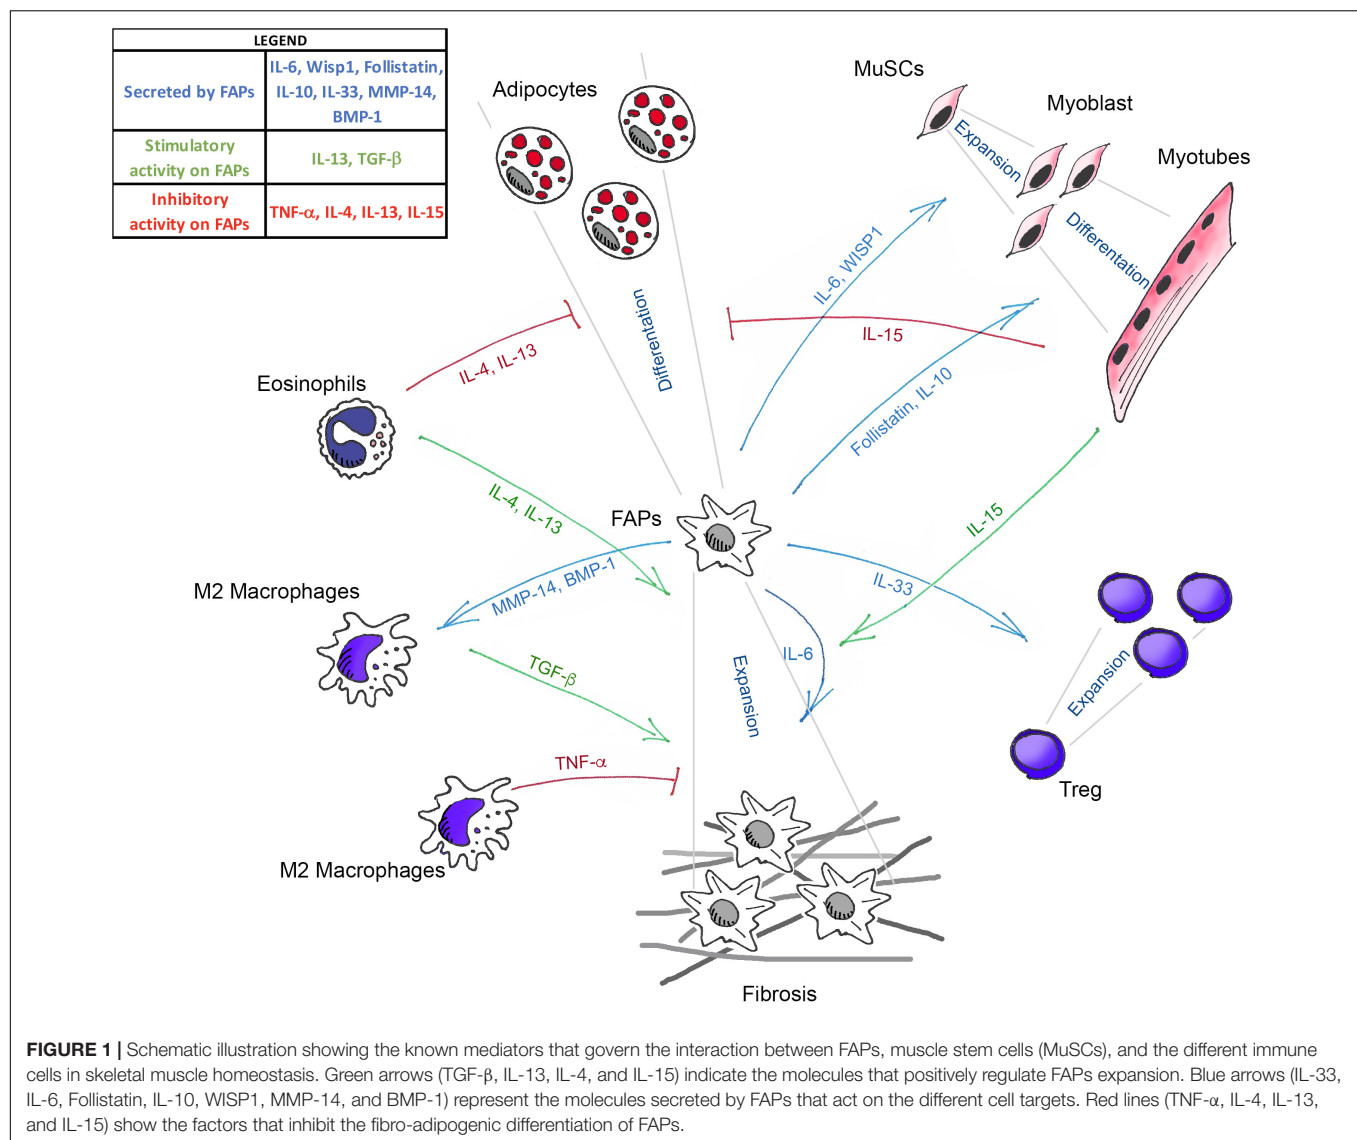 LEGEND
Secreted by FAPs
IL-6, Wisp1, Follistatin,
IL-10, IL-33, MMP-14,
BMP-1
Stimulatory
activity on FAPs
IL-13, TGF-β
Inhibitory
activity on FAPs
TNF-α, IL-4, IL-13, IL-15
Adipocytes
MuSCs
Myoblast
Myotubes
Expansion
Differentation
Differentation
IL-6, WISP1
IL-15
IL-4, IL-13
Eosinophils
Follistatin, IL-10
IL-4, IL-13
FAPs
IL-15
MMP-14, BMP-1
IL-33
M2 Macrophages
TGF-β
IL-6
Expansion
Expansion
TNF-α
Treg
M2 Macrophages
Fibrosis
FIGURE 1 | Schematic illustration showing the known mediators that govern the interaction between FAPs, muscle stem cells (MuSCs), and the different immune
cells in skeletal muscle homeostasis. Green arrows (TGF-β, IL-13, IL-4, and IL-15) indicate the molecules that positively regulate FAPs expansion. Blue arrows (IL-33,
IL-6, Follistatin, IL-10, WISP1, MMP-14, and BMP-1) represent the molecules secreted by FAPs that act on the different cell targets. Red lines (TNF-α, IL-4, IL-13,
and IL-15) show the factors that inhibit the fibro-adipogenic differentiation of FAPs.